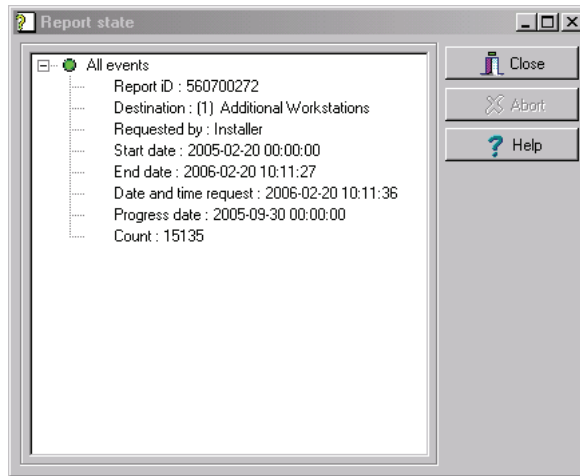 Report state
All events
Report iD : 560700272
Destination : (1) Additional Workstations
Requested by : Installer
Start date : 2005-02-20 00:00:00
End date : 2006-02-20 10:11:27
Date and time request : 2006-02-20 10:11:36
Progress date : 2005-09-30 00:00:00
Count : 15135
Close
Abort
Help